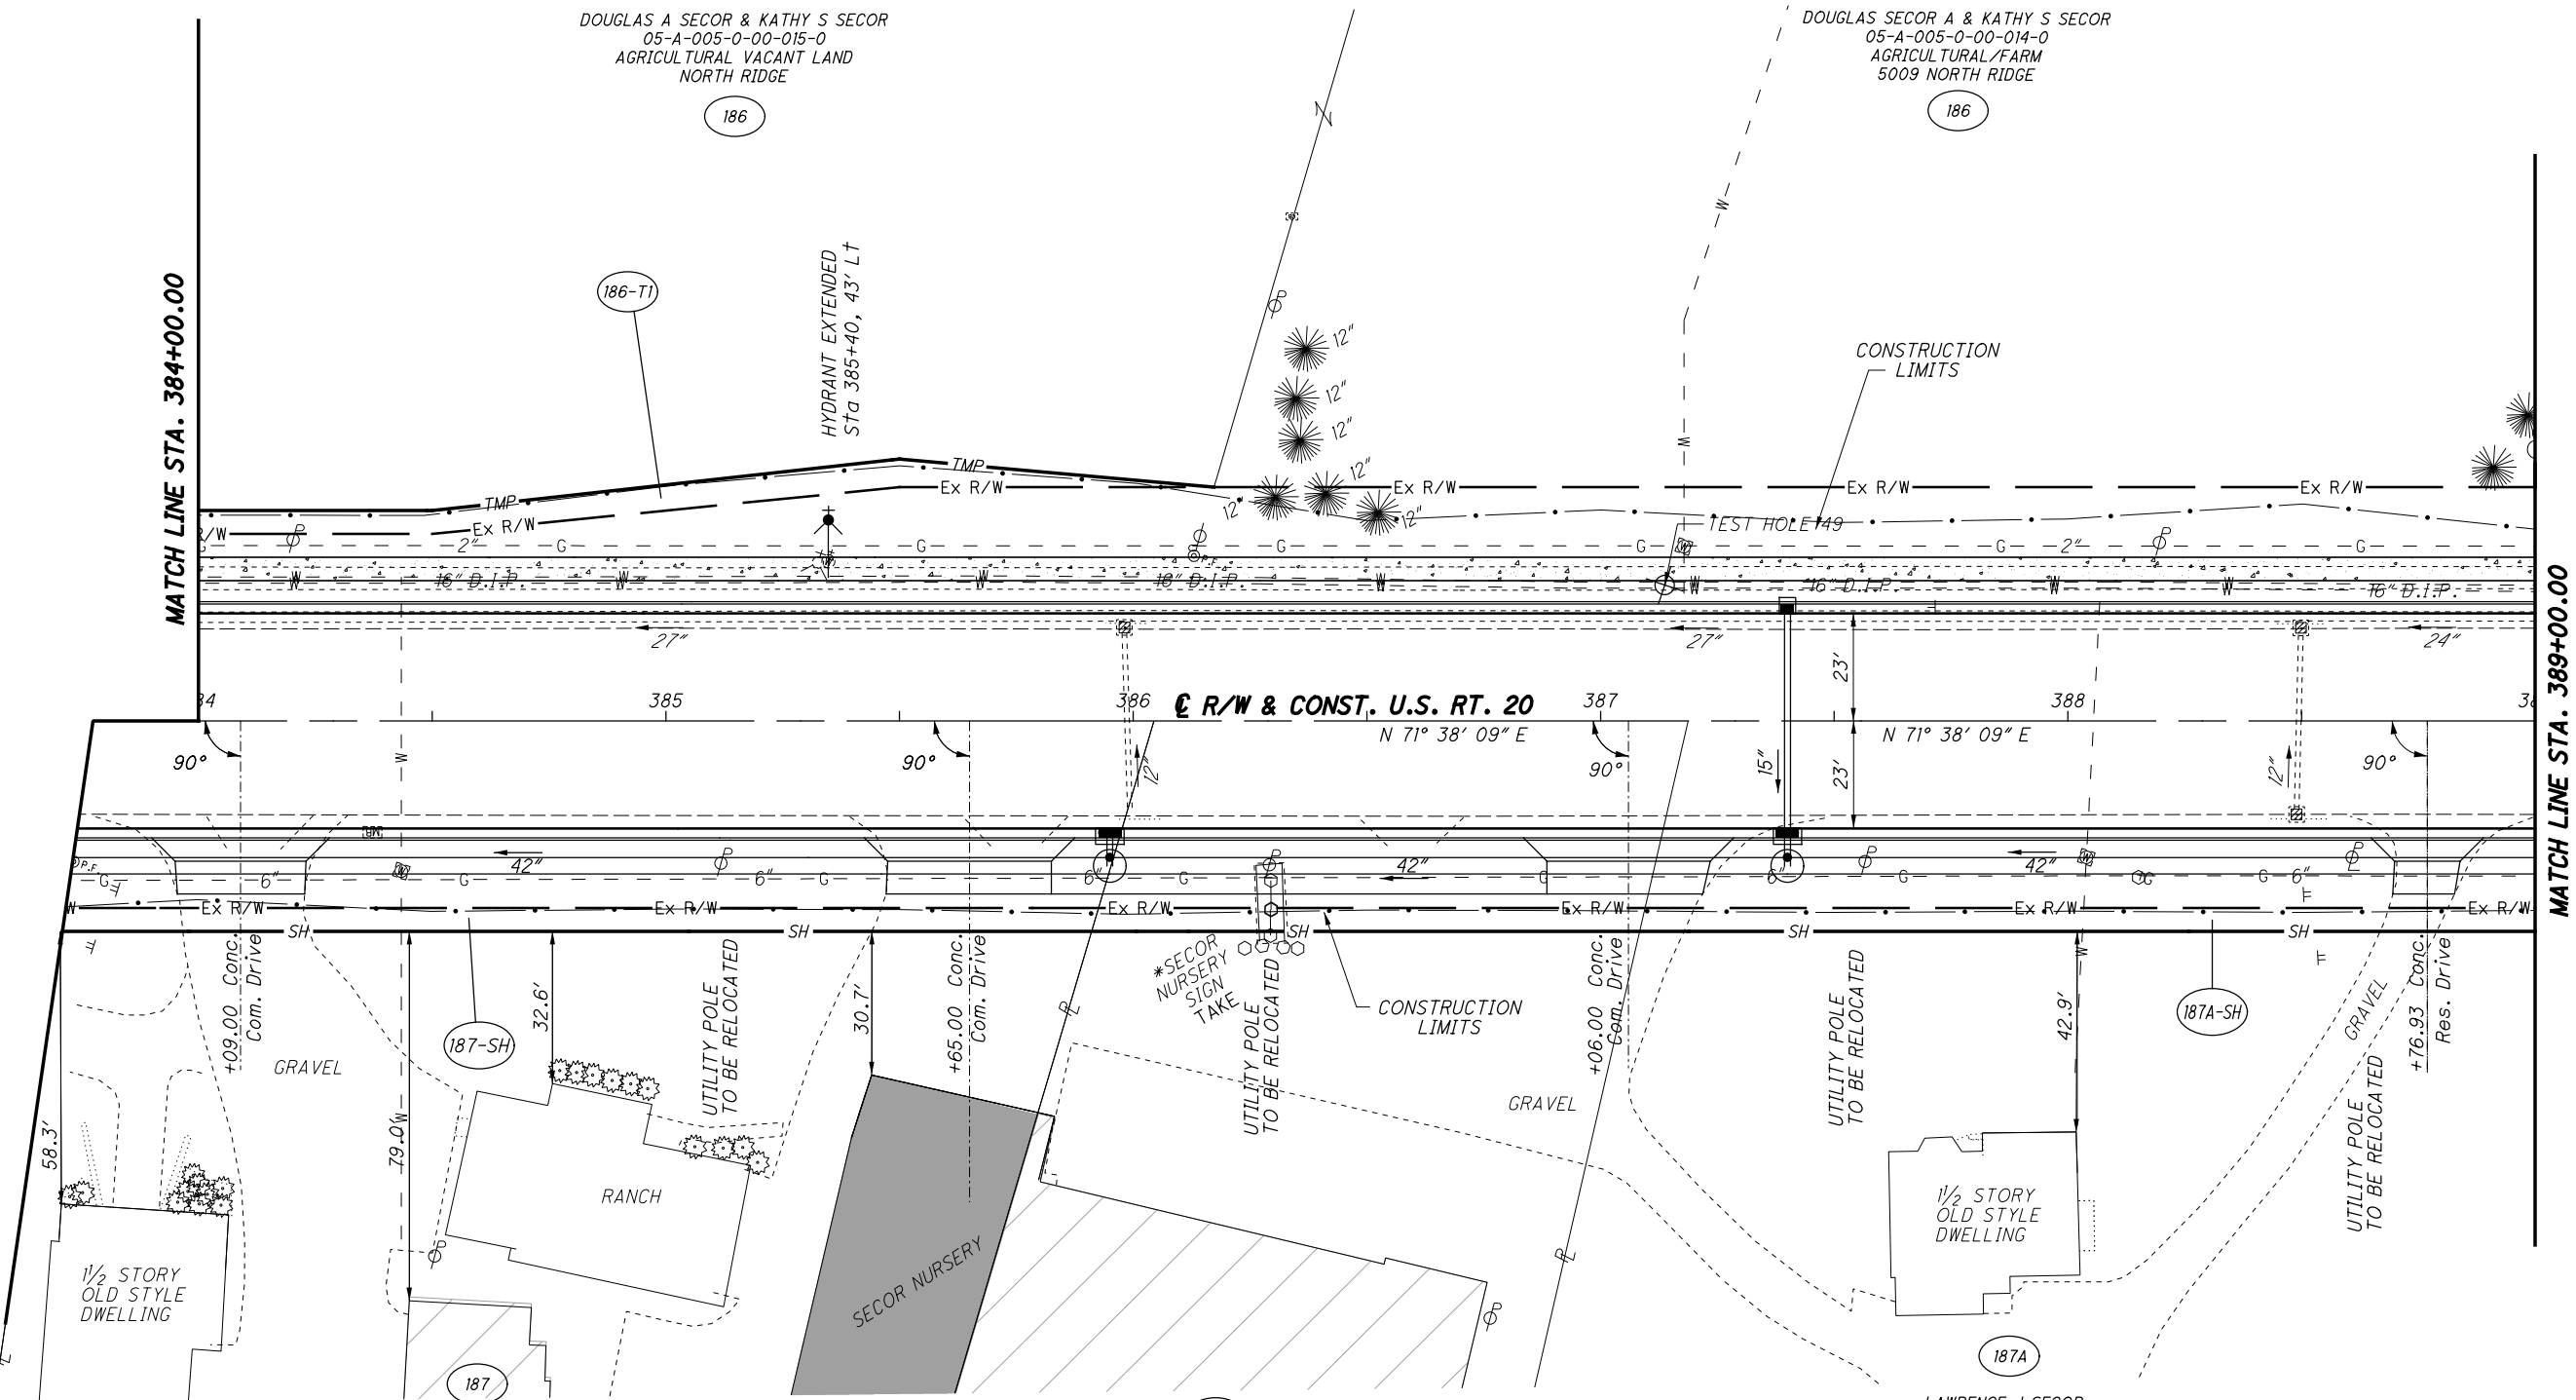 DOUGLAS A SECOR & KATHY S SECOR
05-A-005-0-00-015-0
AGRICULTURAL VACANT LAND
NORTH RIDGE
186
DOUGLAS SECOR A & KATHY S SECOR
05-A-005-0-00-014-0
AGRICULTURAL/FARM
5009 NORTH RIDGE
186
MATCH LINE STA. 384+00.00
186-T1
HYDRANT EXTENDED
Sta 385+40, 43' Lt
12"
12"
12"
12"
12"
12"
CONSTRUCTION
LIMITS
W
W
P
TMP
TMP
Ex R/W
Ex R/W
Ex R/W
Ex R/W
Ex R/W
R/W
P
TEST HOLE 49
2" G G G G G 2" G
W 16" D.I.P. W W 16" D.I.P. W W 16" D.I.P. W W 16" D.I.P.
P.F.
27"
27"
24"
23'
84
385
386
℄ R/W & CONST. U.S. RT. 20
387
388
N 71° 38' 09" E
N 71° 38' 09" E
90°
90°
90°
90°
W
12"
15"
23'
12"
MATCH LINE STA. 389+00.00
MB
P.F.
42"
42"
42"
P
P
P
P
G 6" G 6" G 6" G G 6" G G 6"
W Ex R/W Ex R/W Ex R/W Ex R/W Ex R/W Ex R/W
SH SH SH SH SH
+09.00 Conc.
Com. Drive
187-SH
32.6'
UTILITY POLE
TO BE RELOCATED
30.7'
+65.00 Conc.
Com. Drive
*SECOR
NURSERY
SIGN
TAKE
UTILITY POLE
TO BE RELOCATED
CONSTRUCTION
LIMITS
+06.00 Conc.
Com. Drive
UTILITY POLE
TO BE RELOCATED
42.9'
W
187A-SH
GRAVEL
+76.93 Conc.
Res. Drive
UTILITY POLE
TO BE RELOCATED
GRAVEL
GRAVEL
58.3'
79.0'
W
RANCH
SECOR NURSERY
P
P
1½ STORY
OLD STYLE
DWELLING
1½ STORY
OLD STYLE
DWELLING
187
187A